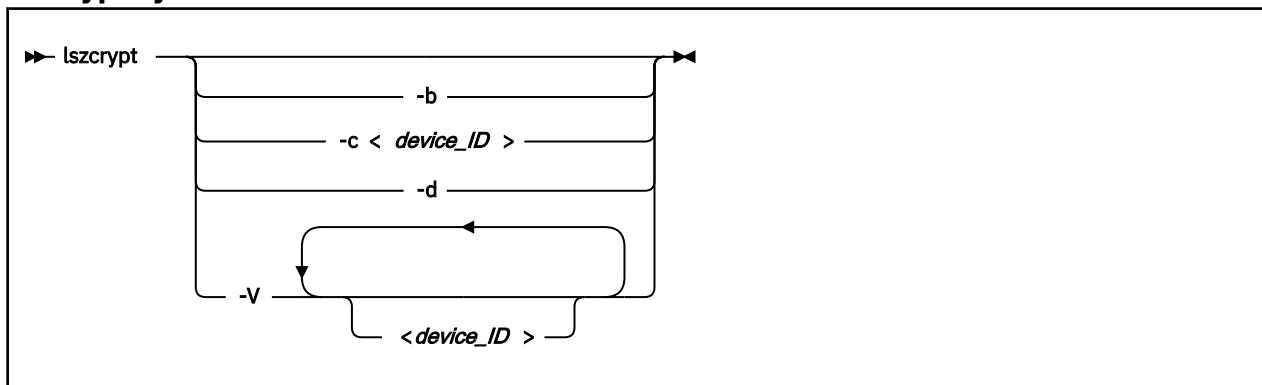 lszcrypt
-b
-c < device_ID >
-d
-V
<device_ID >